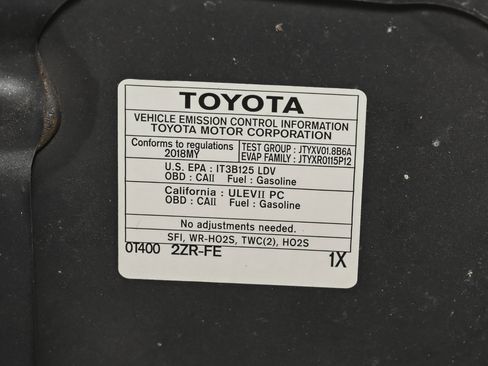 TOYOTA
VEHICLE EMISSION CONTROL INFORMATION
TOYOTA MOTOR CORPORATION
Conforms to regulations
2018MY
TEST GROUP : JTYXV01.8B6A
EVAP FAMILY : JTYXR0115P12
U.S. EPA : IT3B125 LDV
OBD : CAII Fuel : Gasoline
California : ULEVII PC
OBD : CAII Fuel : Gasoline
No adjustments needed.
SFI, WR-HO2S, TWC(2), HO2S
0T400 2ZR-FE 1X